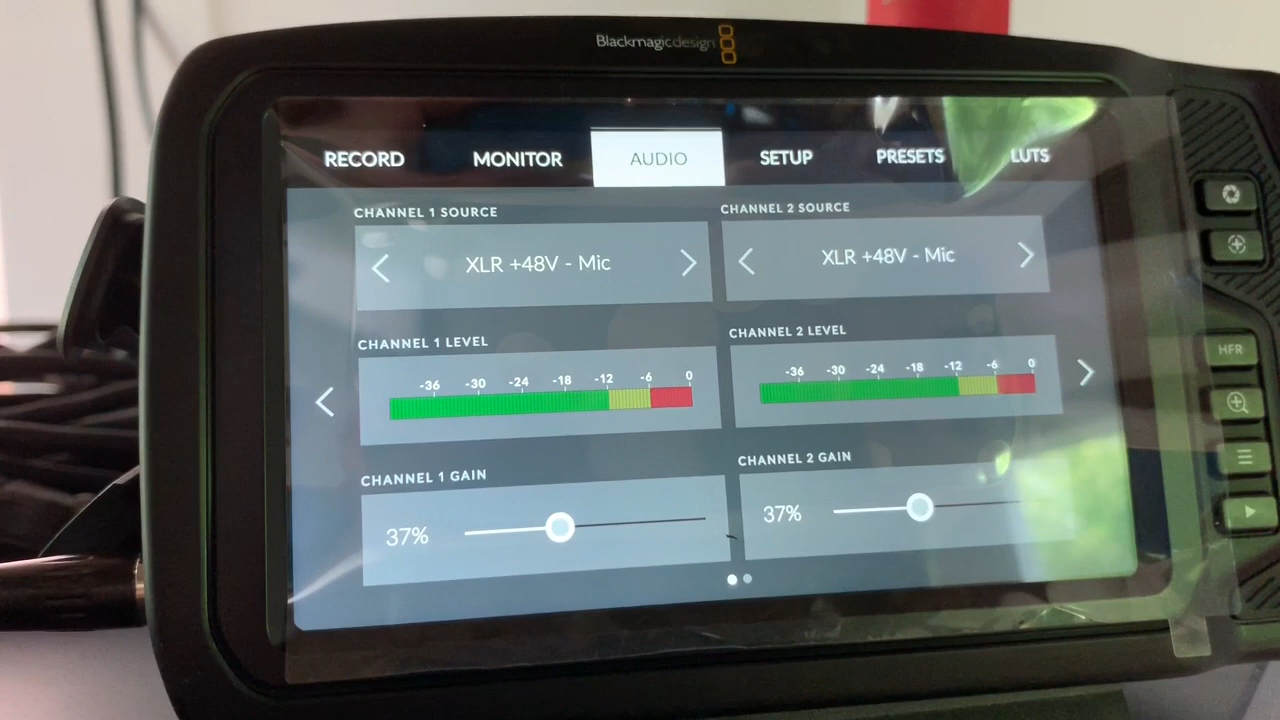 Blackmagicdesign
RECORD MONITOR AUDIO SETUP PRESETS LUTS
CHANNEL 1 SOURCE CHANNEL 2 SOURCE
XLR +48V - Mic XLR +48V - Mic
CHANNEL 1 LEVEL CHANNEL 2 LEVEL
-36 -30 -24 -18 -12 -6 0 -36 -30 -24 -18 -12 -6 0
CHANNEL 1 GAIN CHANNEL 2 GAIN
37% 37%
HFR